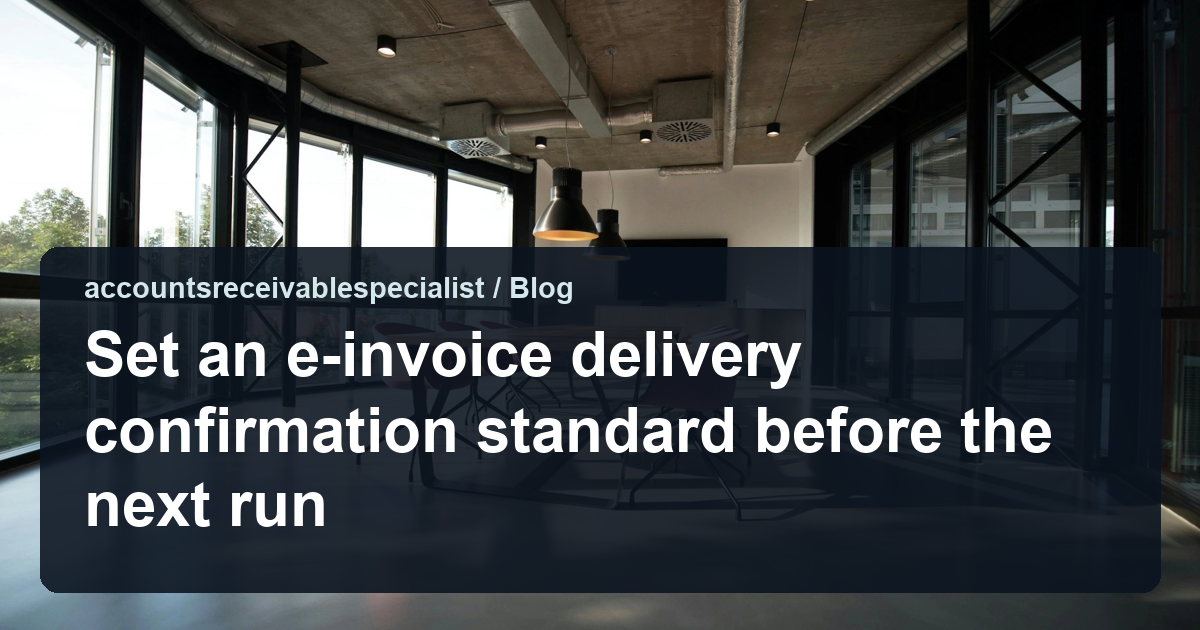 accountsreceivablespecialist / Blog
Set an e-invoice delivery
confirmation standard before the
next run